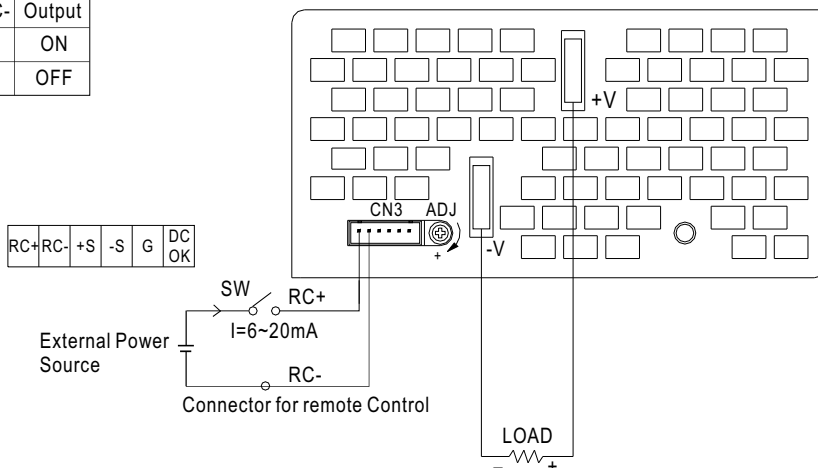 C- Output
ON
OFF
+V
CN3 ADJ
-V
+
RC+ RC- +S -S G DC OK
SW RC+
I=6~20mA
External Power
Source
RC-
Connector for remote Control
LOAD
- +